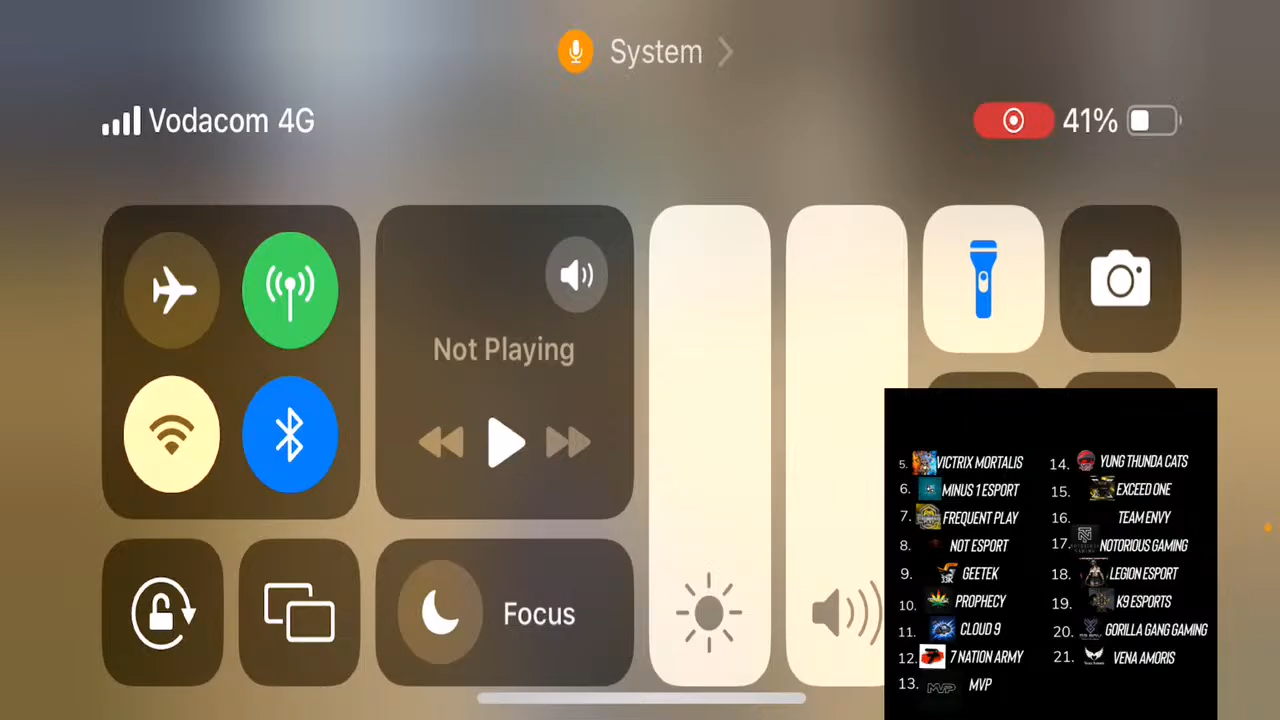 System
Vodacom 4G
41%
Not Playing
Focus
5. VICTRIX MORTALIS
6. MINUS 1 ESPORT
7. FREQUENT PLAY
8. NOT ESPORT
9. GEETEK
10. PROPHECY
11. CLOUD 9
12. 7 NATION ARMY
13. MVP MVP
14. YUNG THUNDA CATS
15. EXCEED ONE
16. TEAM ENVY
17. NOTORIOUS GAMING
18. LEGION ESPORT
19. K9 ESPORTS
20. GORILLA GANG GAMING
21. VENA AMORIS